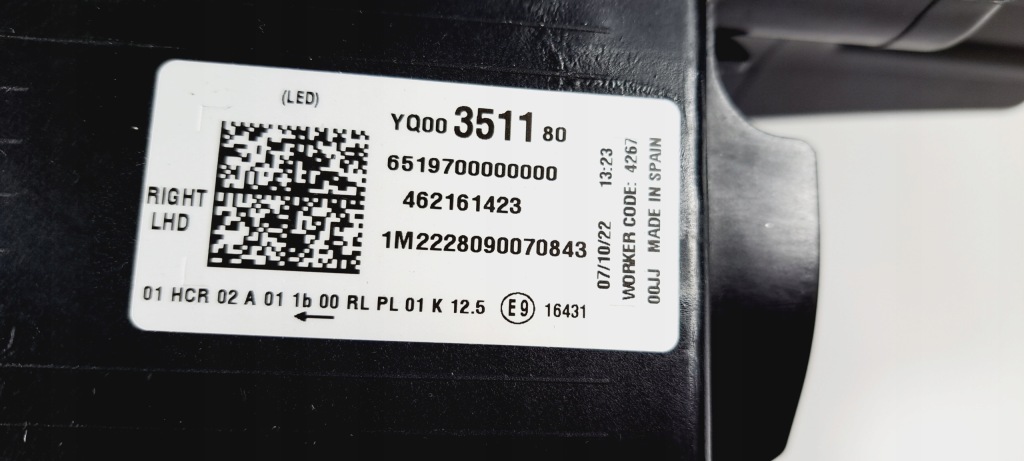 (LED)
RIGHT
LHD
YQ00 3511 80
6519700000000
462161423
1M2228090070843
01 HCR 02 A 01 1b 00 RL PL 01 K 12.5 E9 16431
07/10/22 13:23
WORKER CODE: 4267
00JJ MADE IN SPAIN